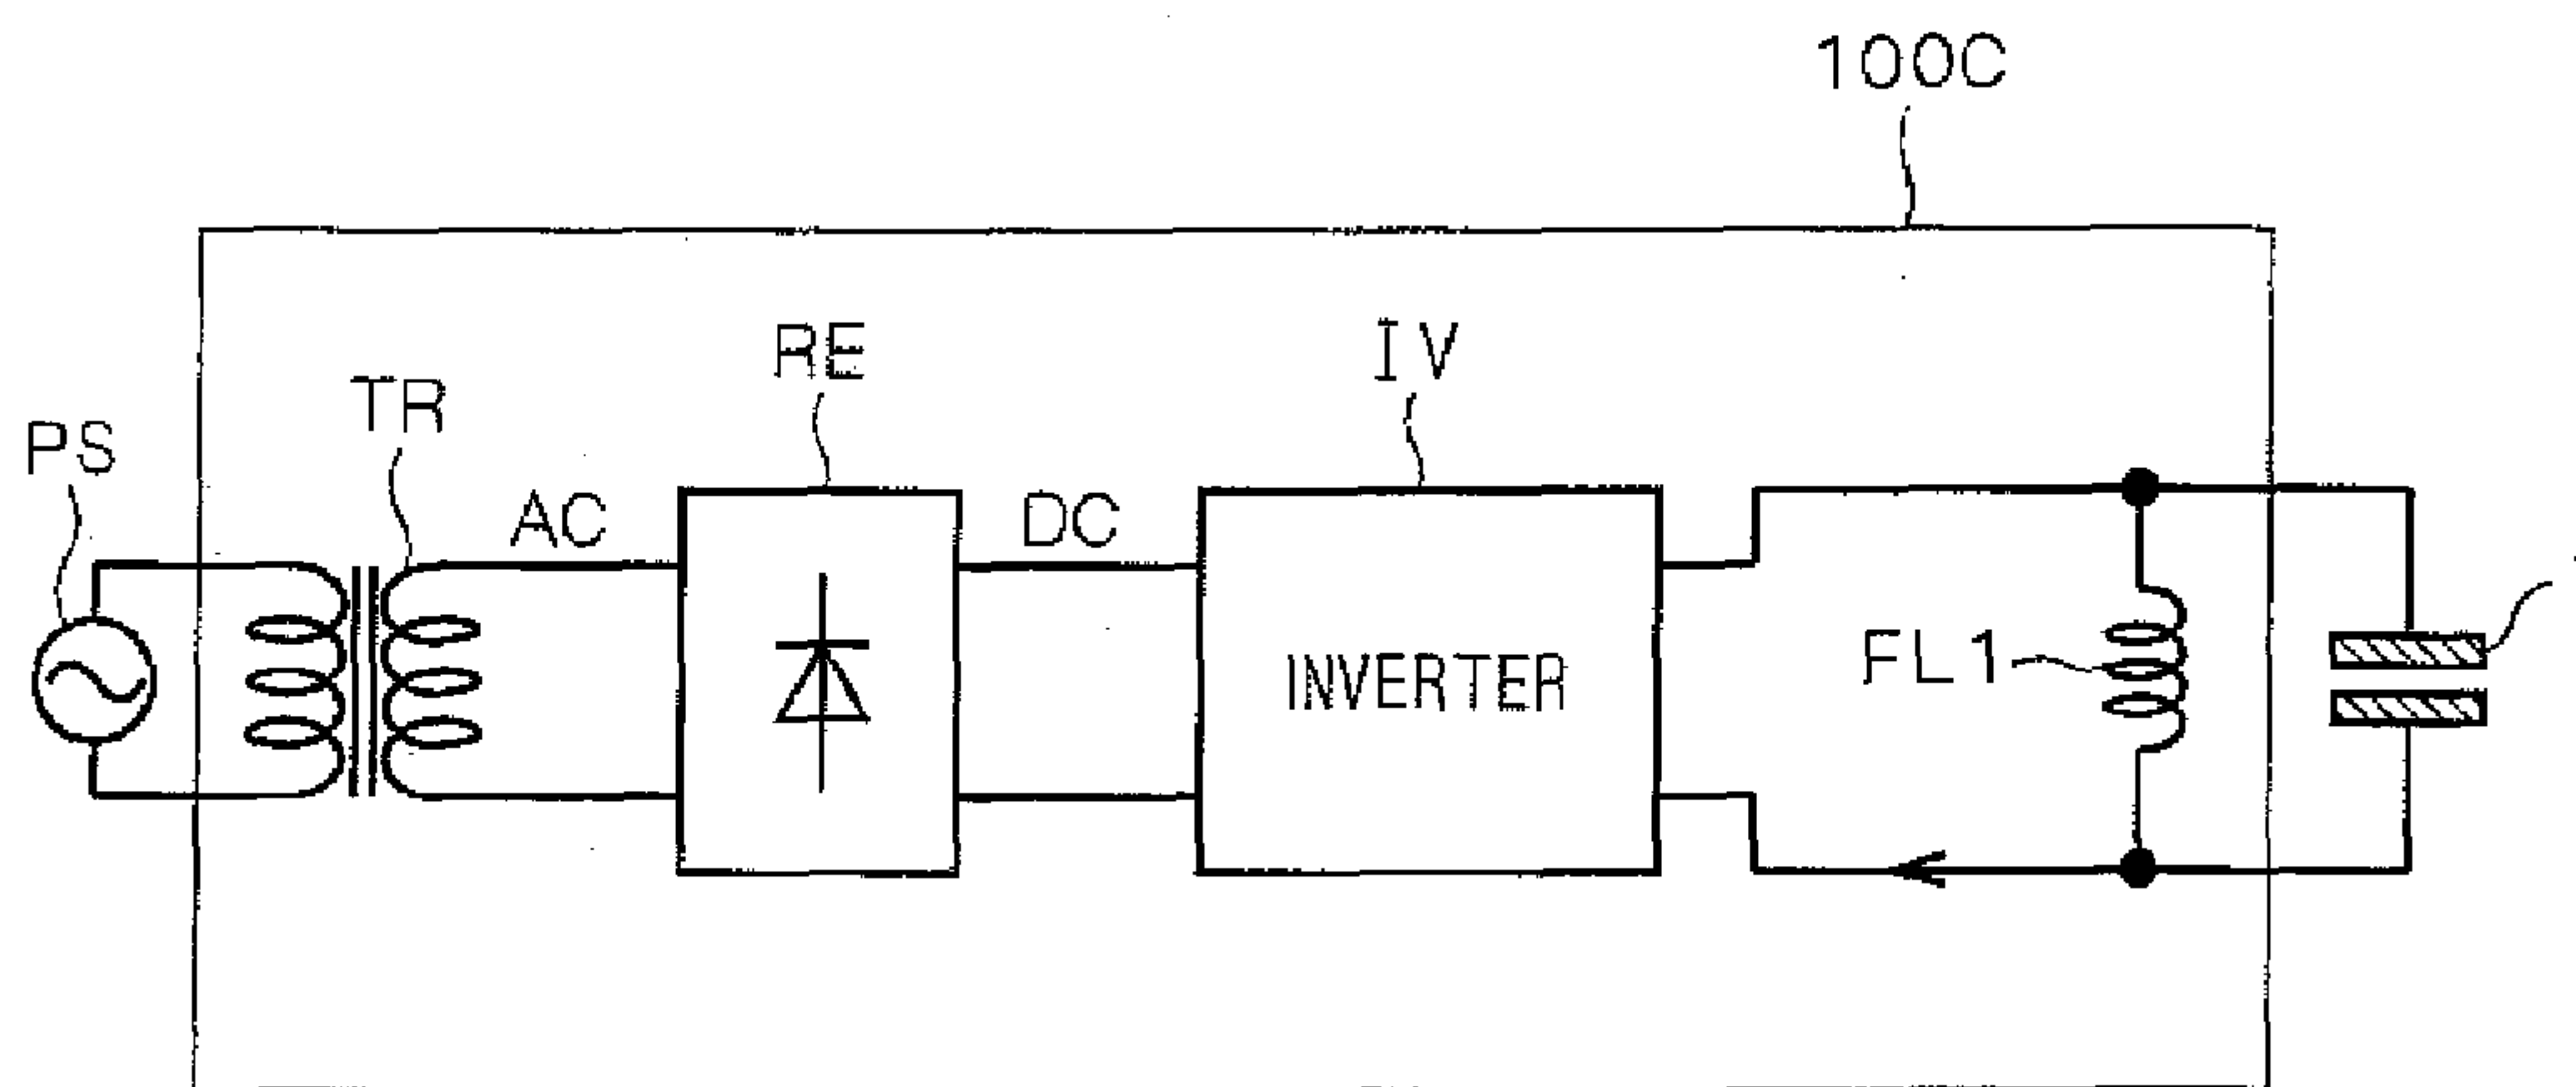 100C
RE
IV
TR
PS
AC
DC
INVERTER
FL1